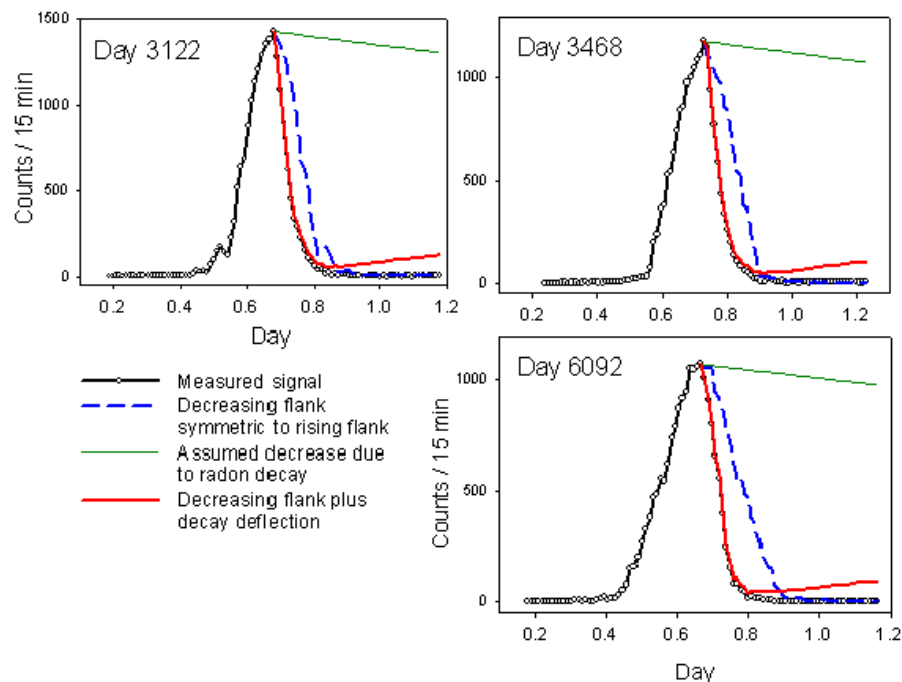 Day 3122
1500
1000
500
0
Counts / 15 min
0.2 0.4 0.6 0.8 1.0 1.2
Day
Day 3468
1000
500
0
0.2 0.4 0.6 0.8 1.0 1.2
Measured signal
Decreasing flank
symmetric to rising flank
Assumed decrease due
to radon decay
Decreasing flank plus
decay deflection
Day 6092
1000
500
0
Counts / 15 min
0.2 0.4 0.6 0.8 1.0 1.2
Day